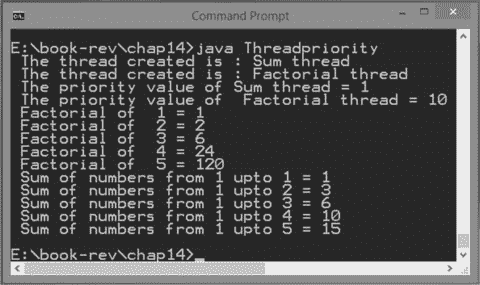 Command Prompt
E:\book-rev\chap14>java Threadpriority
The thread created is : Sum thread
The thread created is : Factorial thread
The priority value of Sum thread = 1
The priority value of  Factorial thread = 10
Factorial of  1 = 1
Factorial of  2 = 2
Factorial of  3 = 6
Factorial of  4 = 24
Factorial of  5 = 120
Sum of numbers from 1 upto 1 = 1
Sum of numbers from 1 upto 2 = 3
Sum of numbers from 1 upto 3 = 6
Sum of numbers from 1 upto 4 = 10
Sum of numbers from 1 upto 5 = 15
E:\book-rev\chap14>_